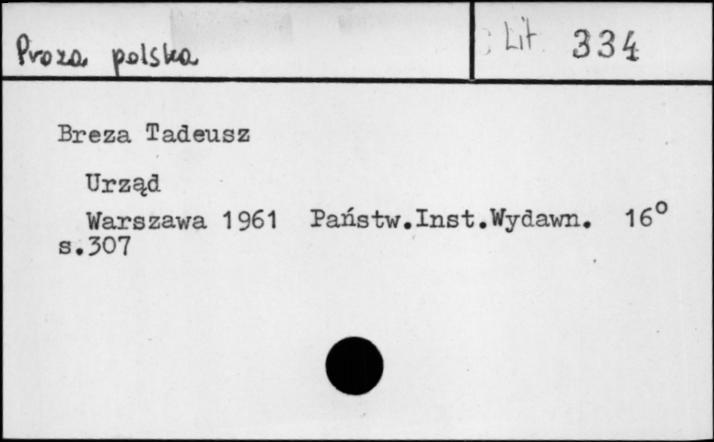 Proza polska
Lit 334
Breza Tadeusz
Urząd
Warszawa 1961 Państw.Inst.Wydawn. 16°
s.307